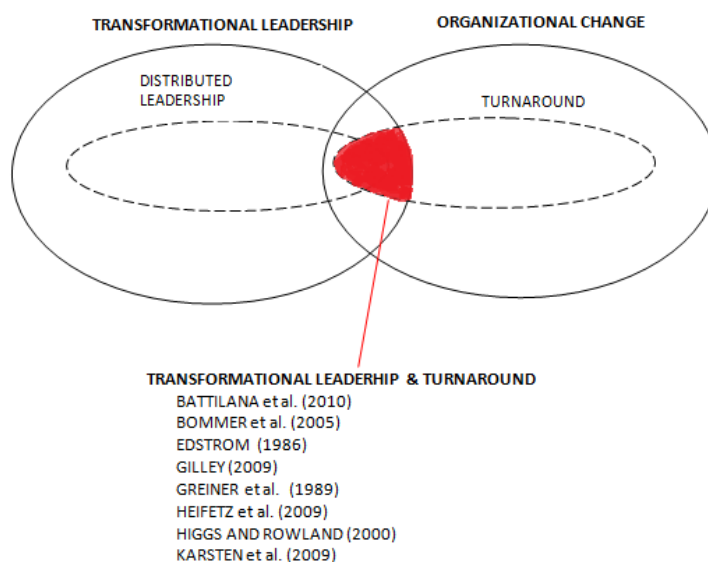 TRANSFORMATIONAL LEADERSHIP
ORGANIZATIONAL CHANGE
DISTRIBUTED
LEADERSHIP
TURNAROUND
TRANSFORMATIONAL LEADERHIP & TURNAROUND
BATTILANA et al. (2010)
BOMMER et al. (2005)
EDSTROM (1986)
GILLEY (2009)
GREINER et al. (1989)
HEIFETZ et al. (2009)
HIGGS AND ROWLAND (2000)
KARSTEN et al. (2009)